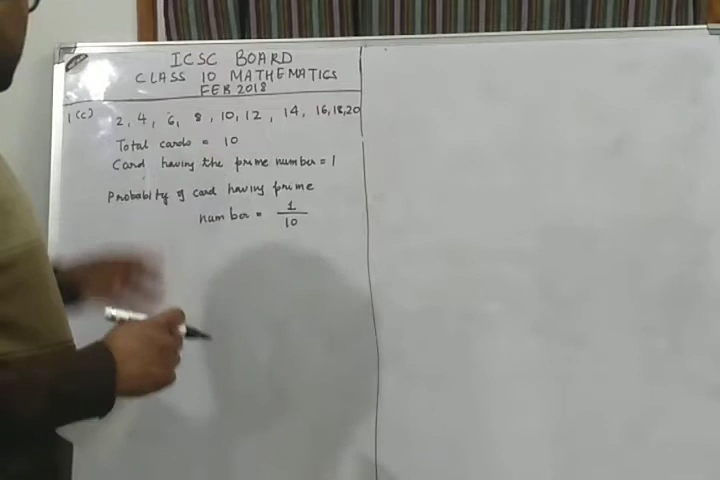 ICSC BOARD
CLASS 10 MATHEMATICS
FEB 2018
1(c) 2, 4, 6, 8, 10, 12, 14, 16, 18, 20
Total cards = 10
Card having the prime number = 1
Probability of card having prime
number = 1/10